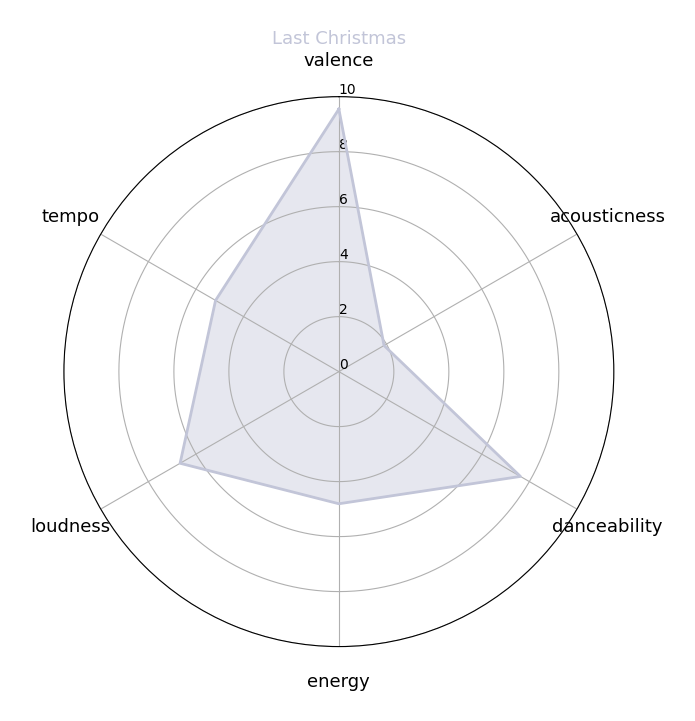 Last Christmas
valence
10
8
tempo
6
acousticness
4
2
0
loudness
danceability
energy